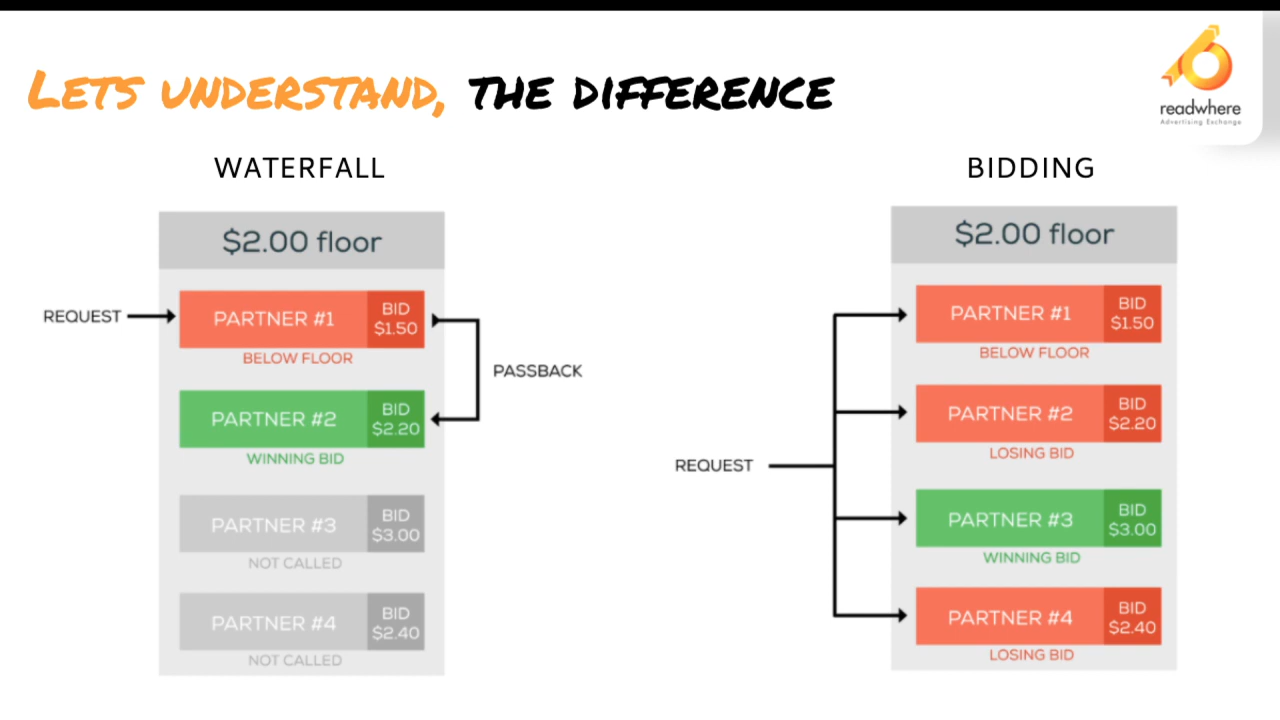 LETS UNDERSTAND, THE DIFFERENCE
readwhere
Advertising Exchange
WATERFALL
$2.00 floor
REQUEST
PARTNER #1
BID
$1.50
BELOW FLOOR
PASSBACK
PARTNER #2
BID
$2.20
WINNING BID
PARTNER #3
BID
$3.00
NOT CALLED
PARTNER #4
BID
$2.40
NOT CALLED
BIDDING
$2.00 floor
REQUEST
PARTNER #1
BID
$1.50
BELOW FLOOR
PARTNER #2
BID
$2.20
LOSING BID
PARTNER #3
BID
$3.00
WINNING BID
PARTNER #4
BID
$2.40
LOSING BID